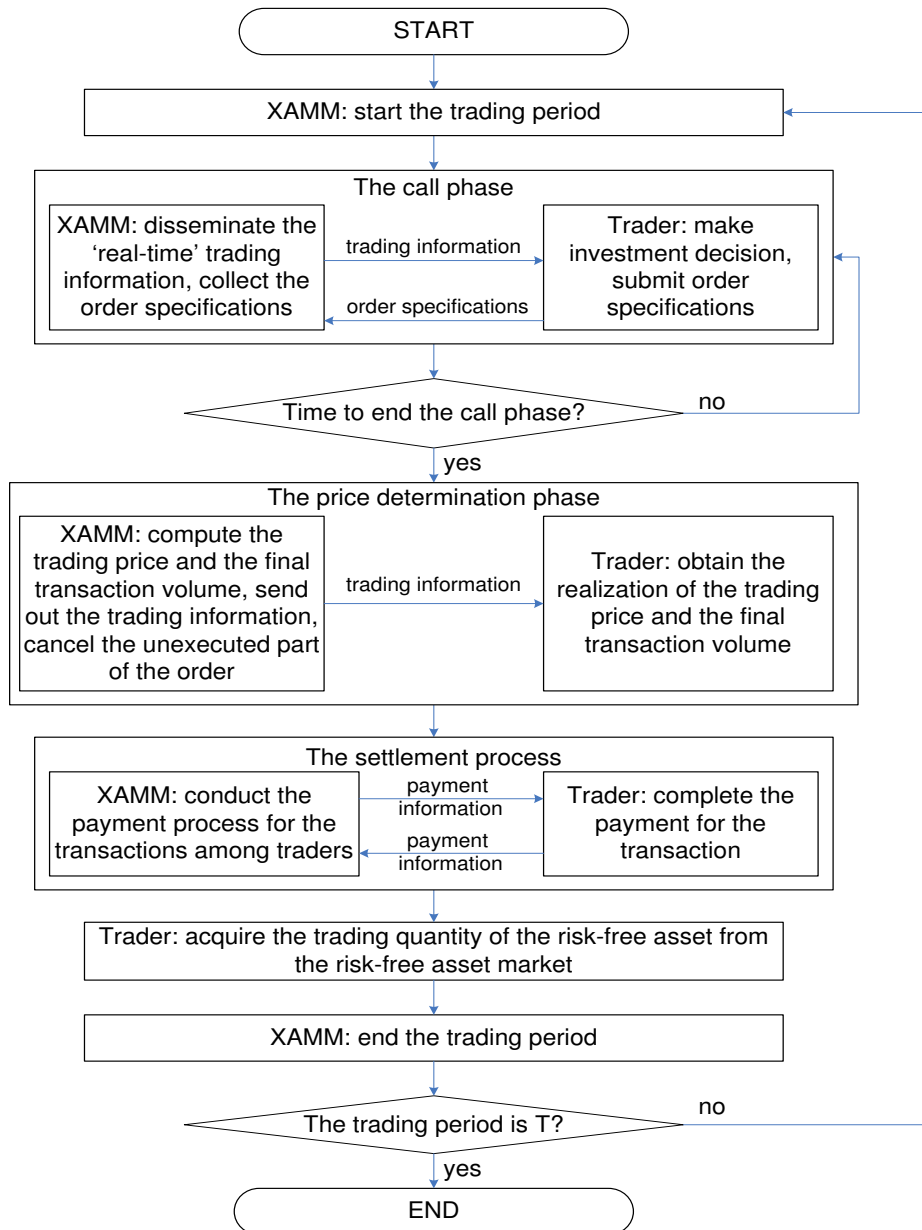 START
XAMM: start the trading period
The call phase
XAMM: disseminate the
‘real-time’ trading
information, collect the
order specifications
trading information
order specifications
Trader: make
investment decision,
submit order
specifications
Time to end the call phase?
no
yes
The price determination phase
XAMM: compute the
trading price and the final
transaction volume, send
out the trading information,
cancel the unexecuted part
of the order
trading information
Trader: obtain the
realization of the trading
price and the final
transaction volume
The settlement process
XAMM: conduct the
payment process for the
transactions among traders
payment
information
payment
information
Trader: complete the
payment for the
transaction
Trader: acquire the trading quantity of the risk-free asset from
the risk-free asset market
XAMM: end the trading period
The trading period is T?
no
yes
END